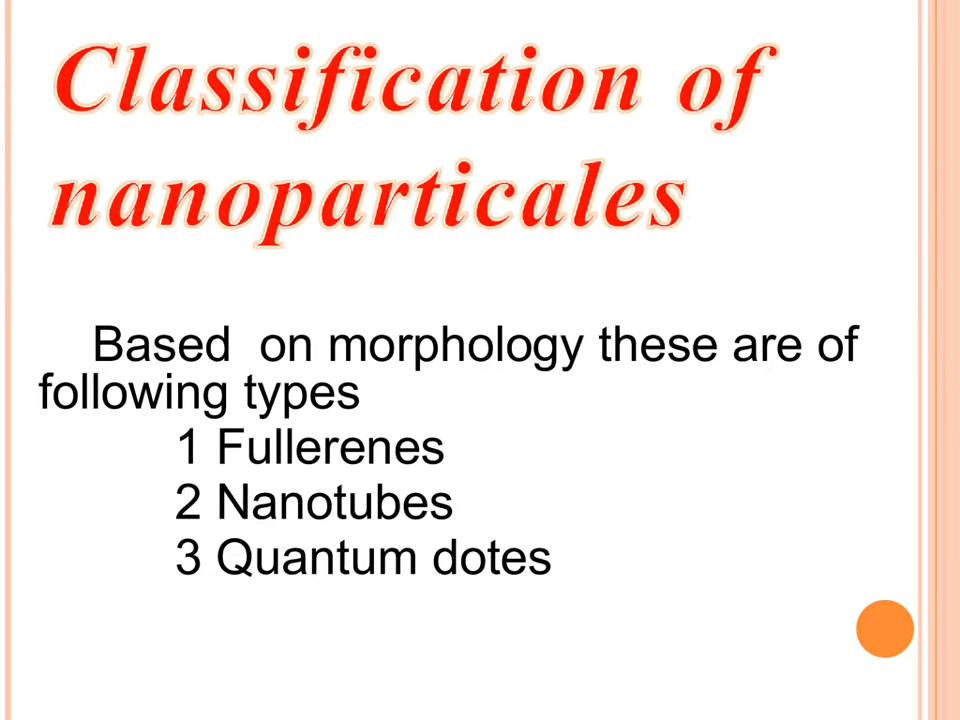 Classification of
nanoparticales
Based on morphology these are of
following types
1 Fullerenes
2 Nanotubes
3 Quantum dotes